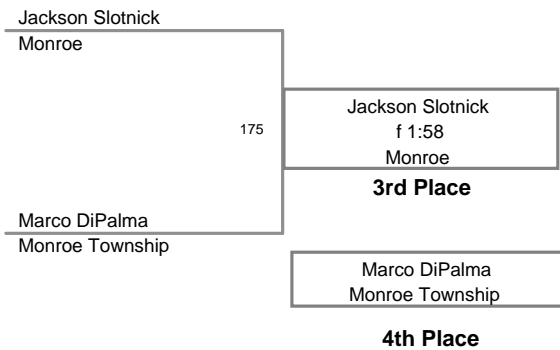 Jackson Slotnick
Monroe
175
Jackson Slotnick
f 1:58
Monroe
3rd Place
Marco DiPalma
Monroe Township
Marco DiPalma
Monroe Township
4th Place